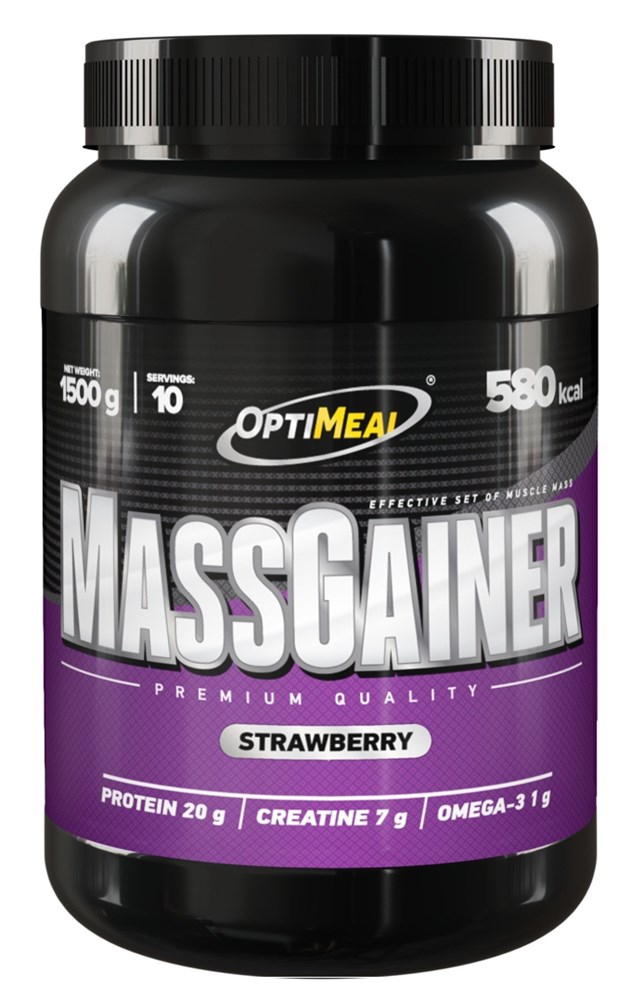 NET WEIGHT:
1500 g
SERVINGS:
10
580 kcal
OPTIMEAL®
EFFECTIVE SET OF MUSCLE MASS
MASSGAINER
PREMIUM QUALITY
STRAWBERRY
PROTEIN 20 g | CREATINE 7 g | OMEGA-3 1 g